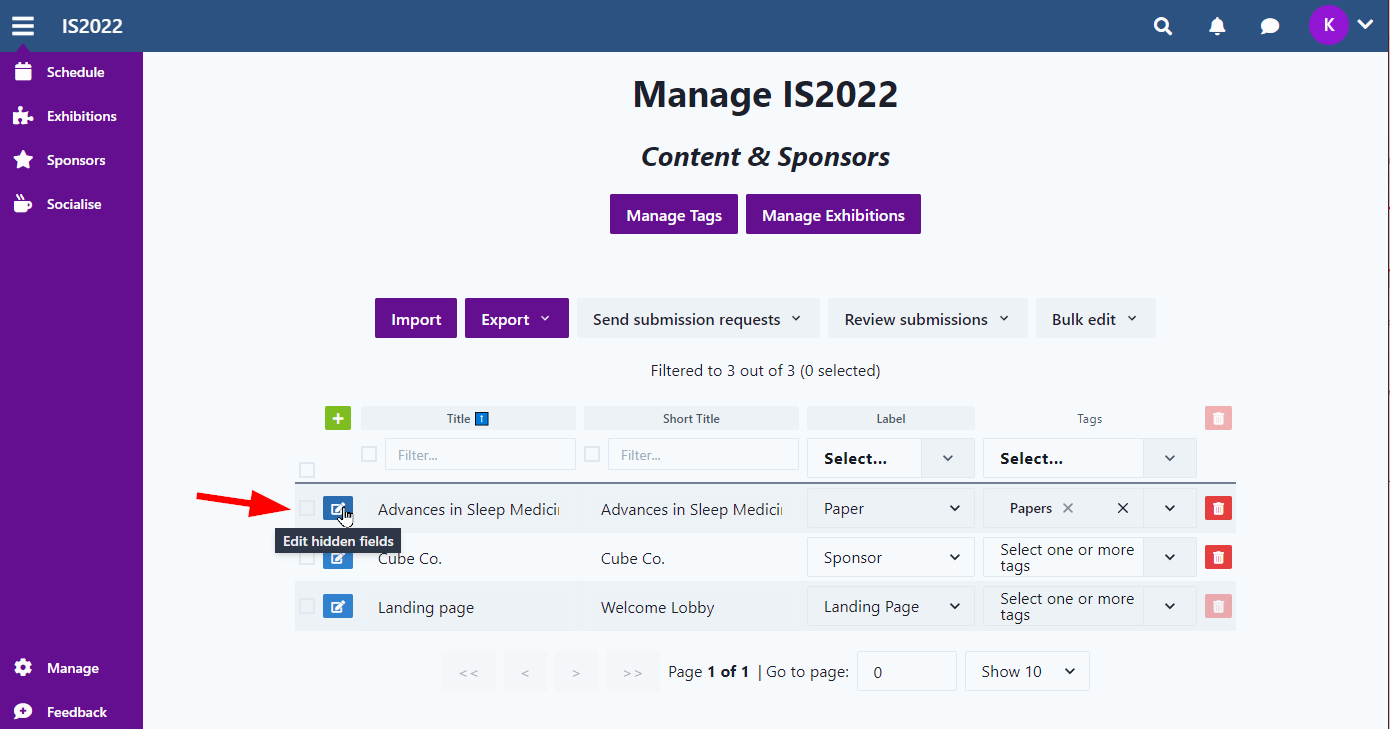 IS2022
K
Schedule
Exhibitions
Sponsors
Socialise
Manage
Feedback
Manage IS2022
Content & Sponsors
Manage Tags
Manage Exhibitions
Import
Export
Send submission requests
Review submissions
Bulk edit
Filtered to 3 out of 3 (0 selected)
+ Title ↑ Short Title Label Tags
Filter... Filter... Select... Select...
Advances in Sleep Medici Advances in Sleep Medici Paper Papers
Edit hidden fields
Cube Co. Cube Co. Sponsor Select one or more
tags
Landing page Welcome Lobby Landing Page Select one or more
tags
<< < > >> Page 1 of 1 | Go to page: 0 Show 10